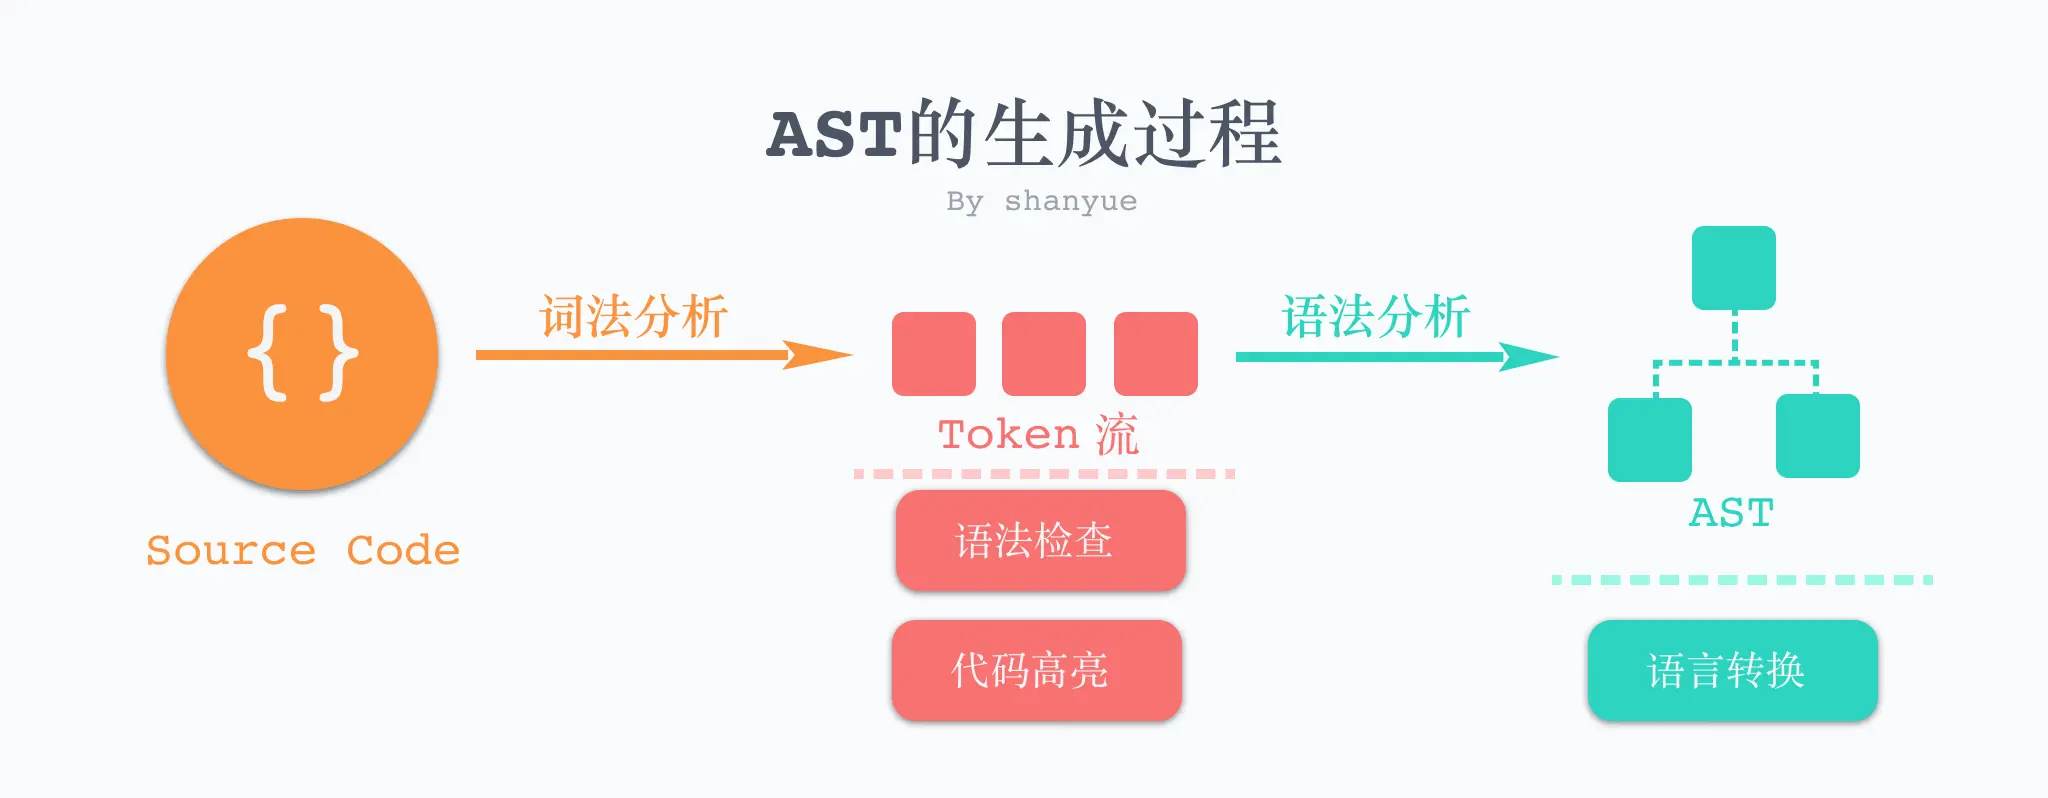 AST的生成过程
By shanyue
{}
词法分析
语法分析
Token 流
AST
Source Code
语法检查
代码高亮
语言转换